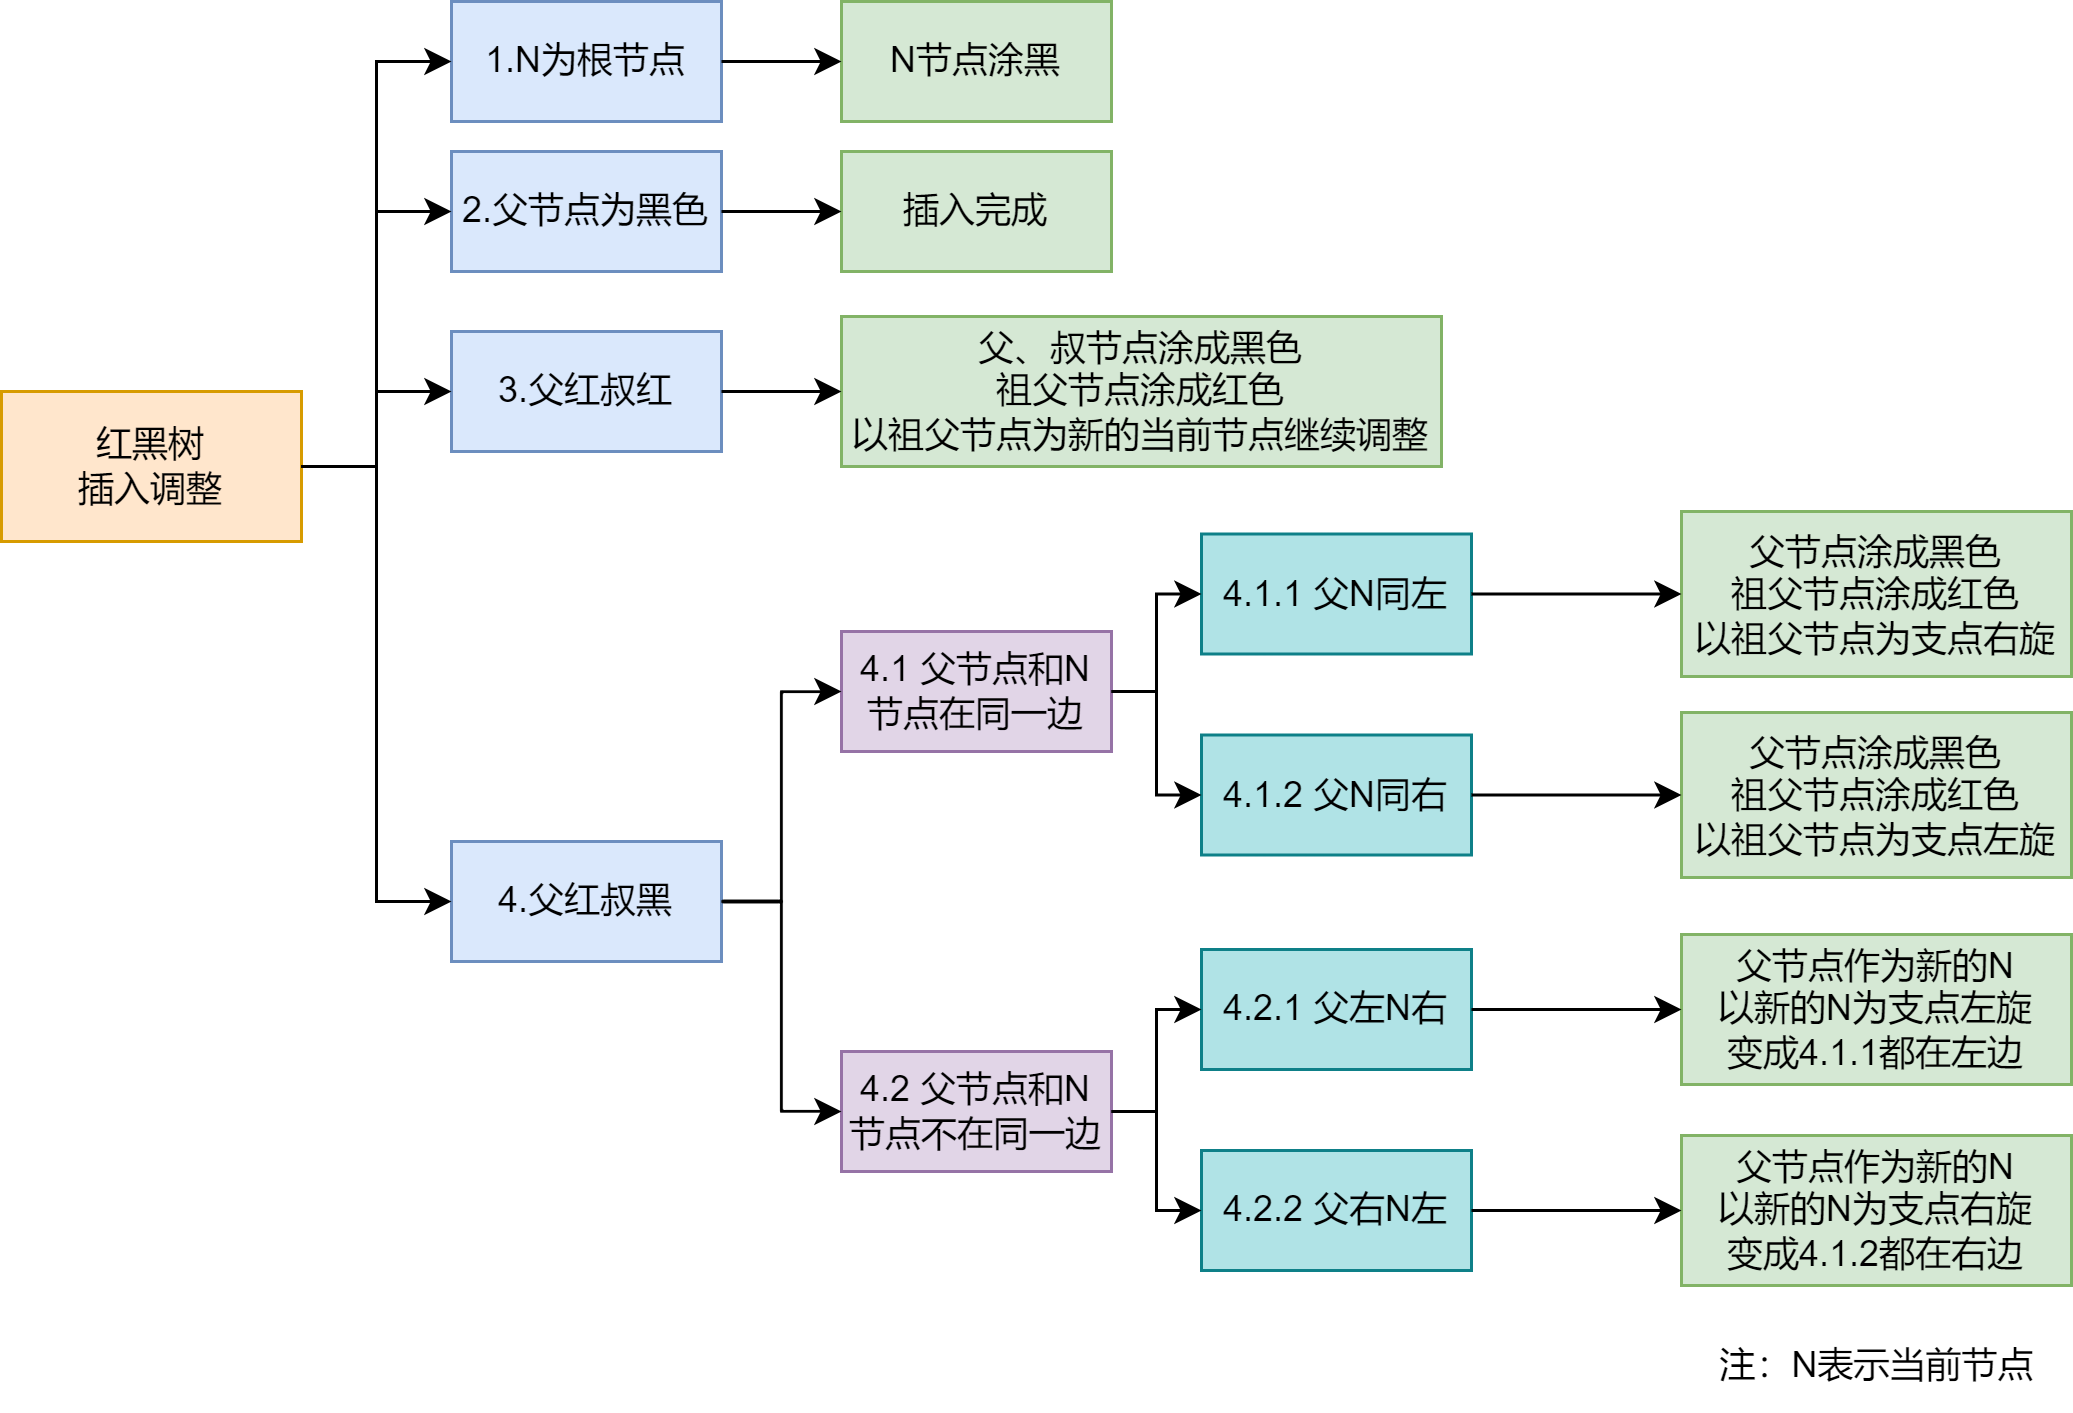 1.N为根节点
N节点涂黑
2.父节点为黑色
插入完成
3.父红叔红
父、叔节点涂成黑色
祖父节点涂成红色
以祖父节点为新的当前节点继续调整
红黑树
插入调整
4.父红叔黑
4.1 父节点和N
节点在同一边
4.1.1 父N同左
父节点涂成黑色
祖父节点涂成红色
以祖父节点为支点右旋
4.1.2 父N同右
父节点涂成黑色
祖父节点涂成红色
以祖父节点为支点左旋
4.2 父节点和N
节点不在同一边
4.2.1 父左N右
父节点作为新的N
以新的N为支点左旋
变成4.1.1都在左边
4.2.2 父右N左
父节点作为新的N
以新的N为支点右旋
变成4.1.2都在右边
注：N表示当前节点